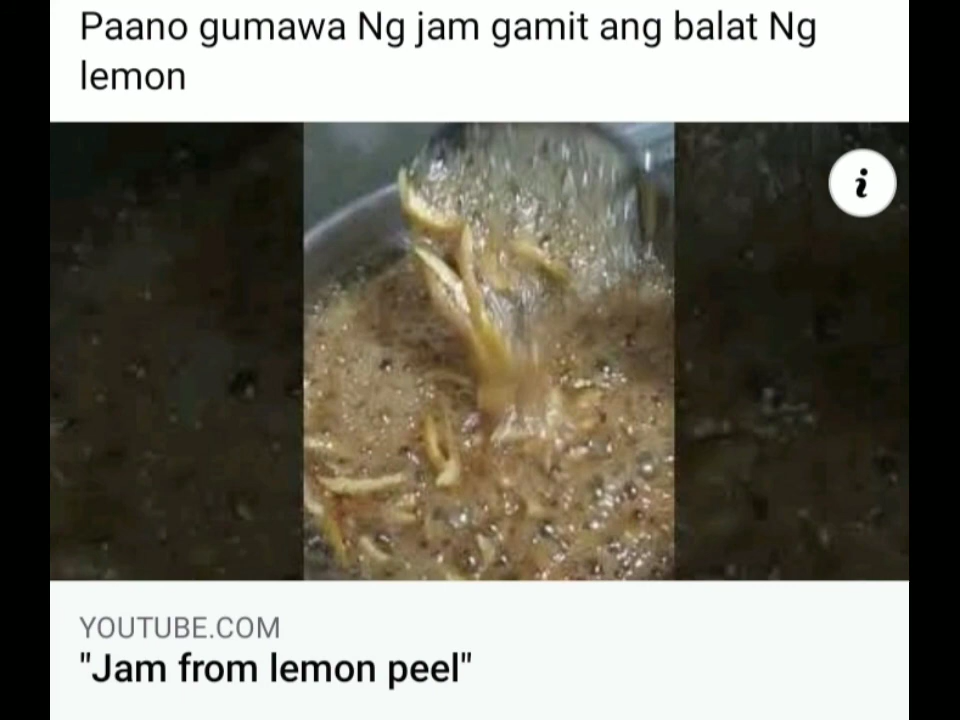 Paano gumawa Ng jam gamit ang balat Ng
lemon
i
YOUTUBE.COM
"Jam from lemon peel"